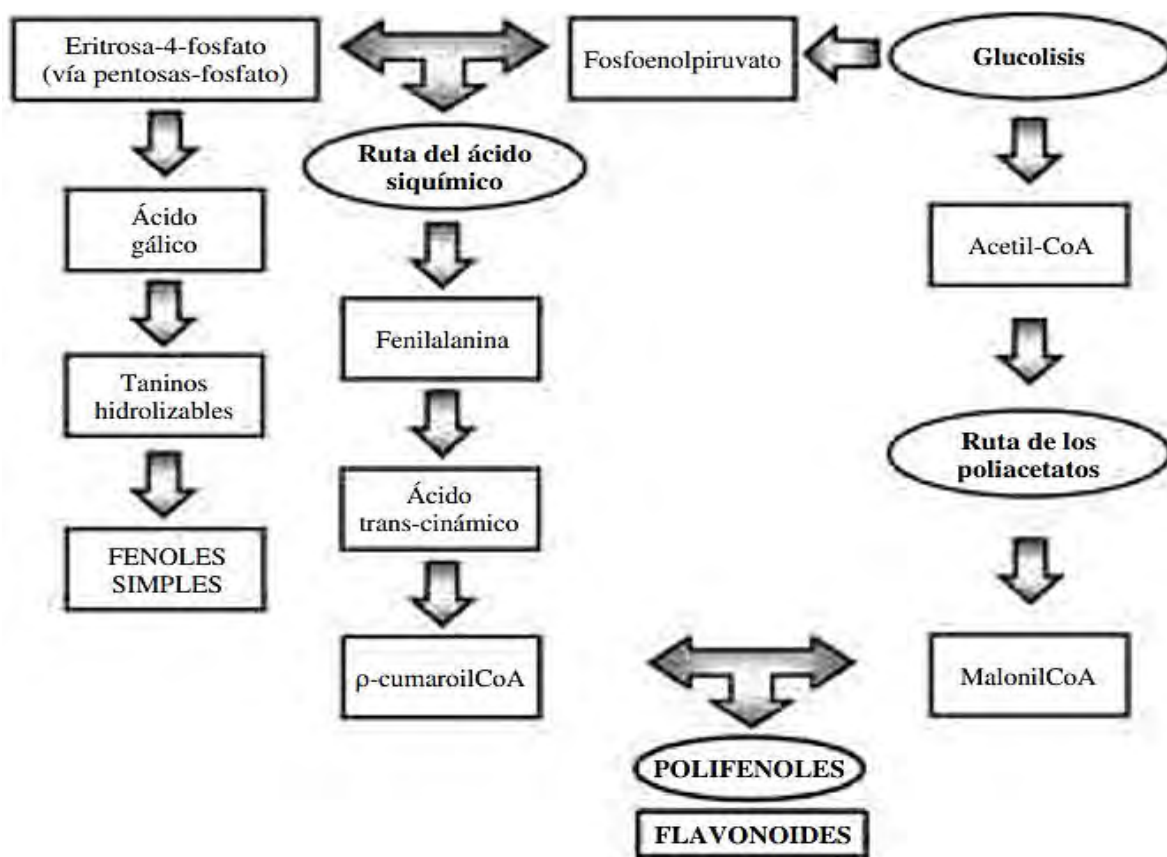 Eritrosa-4-fosfato
(vía pentosas-fosfato)
Fosfoenolpiruvato
Glucolisis
Ruta del ácido
siquímico
Ácido
gálico
Acetil-CoA
Fenilalanina
Taninos
hidrolizables
Ruta de los
poliacetatos
Ácido
trans-cinámico
FENOLES
SIMPLES
ρ-cumaroilCoA
MalonilCoA
POLIFENOLES
FLAVONOIDES